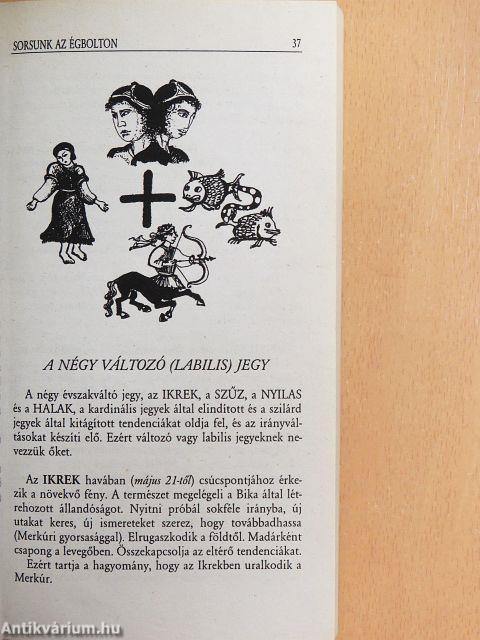 SORSUNK AZ ÉGBOLTON 37
A NÉGY VÁLTOZÓ (LABILIS) JEGY
A négy évszakváltó jegy, az IKREK, a SZŰZ, a NYILAS
és a HALAK, a kardinális jegyek által elindított és a szilárd
jegyek által kitágított tendenciákat oldja fel, és az irányvál-
tásokat készíti elő. Ezért változó vagy labilis jegyeknek ne-
vezzük őket.
Az IKREK havában (május 21-től) csúcspontjához érke-
zik a növekvő fény. A természet megelégeli a Bika által lét-
rehozott állandóságot. Nyitni próbál sokféle irányba, új
utakat keres, új ismereteket szerez, hogy továbbadhassa
(Merkúri gyorsasággal). Elrugaszkodik a földtől. Madárként
csapong a levegőben. Összekapcsolja az eltérő tendenciákat.
Ezért tartja a hagyomány, hogy az Ikrekben uralkodik a
Merkúr.
Antikvárium.hu